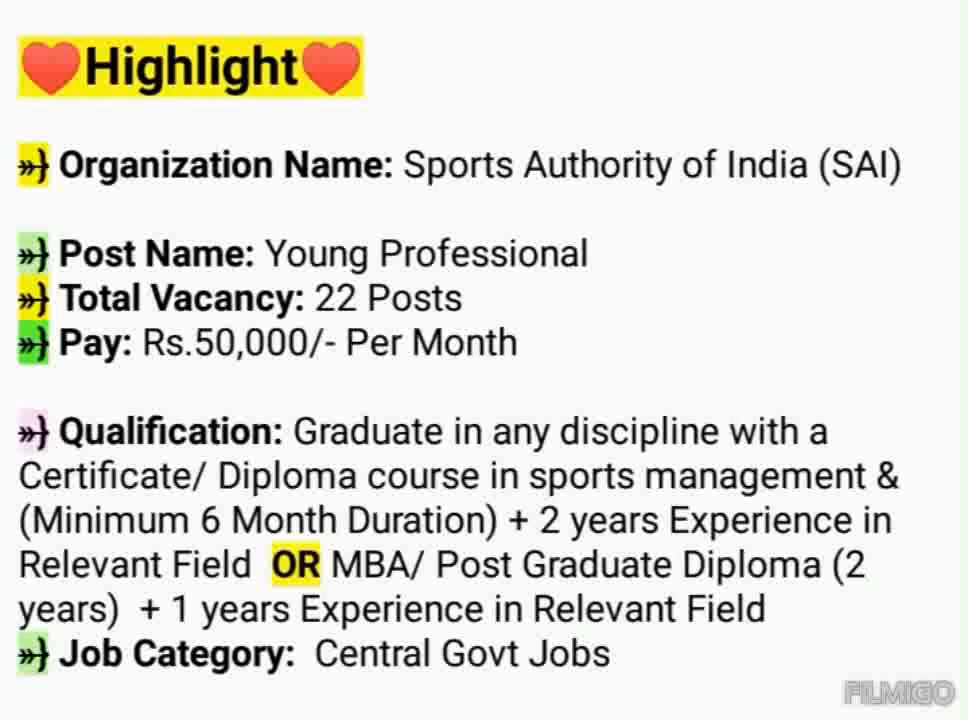 ❤️Highlight❤️
»} Organization Name: Sports Authority of India (SAI)
»} Post Name: Young Professional
»} Total Vacancy: 22 Posts
»} Pay: Rs.50,000/- Per Month
»} Qualification: Graduate in any discipline with a
Certificate/ Diploma course in sports management &
(Minimum 6 Month Duration) + 2 years Experience in
Relevant Field OR MBA/ Post Graduate Diploma (2
years) + 1 years Experience in Relevant Field
»} Job Category: Central Govt Jobs
FILMIGO